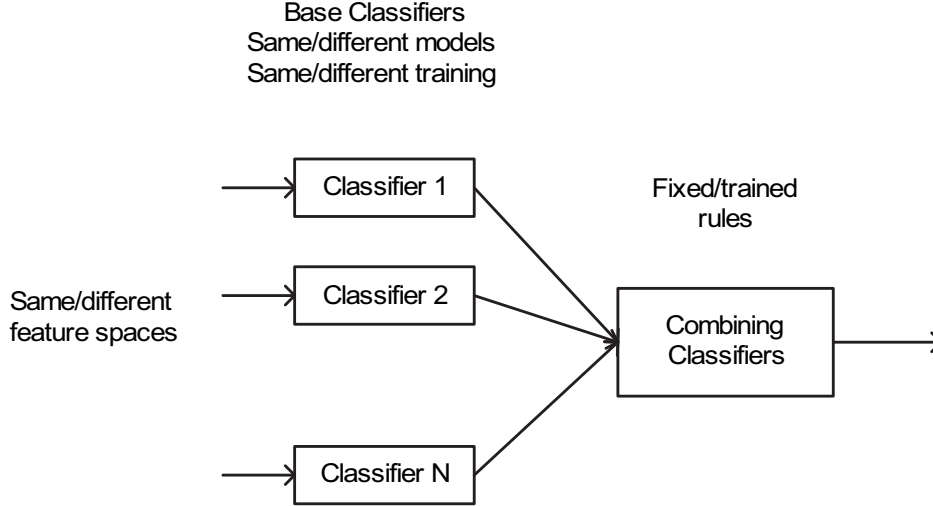 Base Classifiers
Same/different models
Same/different training
Classifier 1
Fixed/trained
rules
Same/different
feature spaces
Classifier 2
Combining
Classifiers
Classifier N